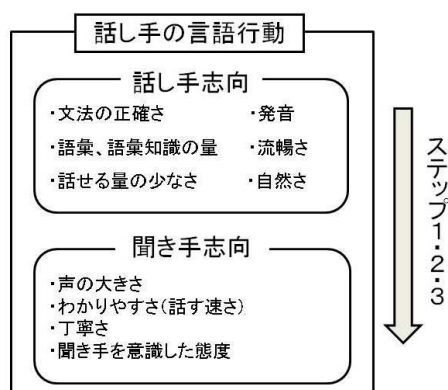 話し手の言語行動
話し手志向
・文法の正確さ ・発音
・語彙、語彙知識の量 ・流暢さ
・話せる量の少なさ ・自然さ
聞き手志向
・声の大きさ
・わかりやすさ(話す速さ)
・丁寧さ
・聞き手を意識した態度
ステップ1・2・3